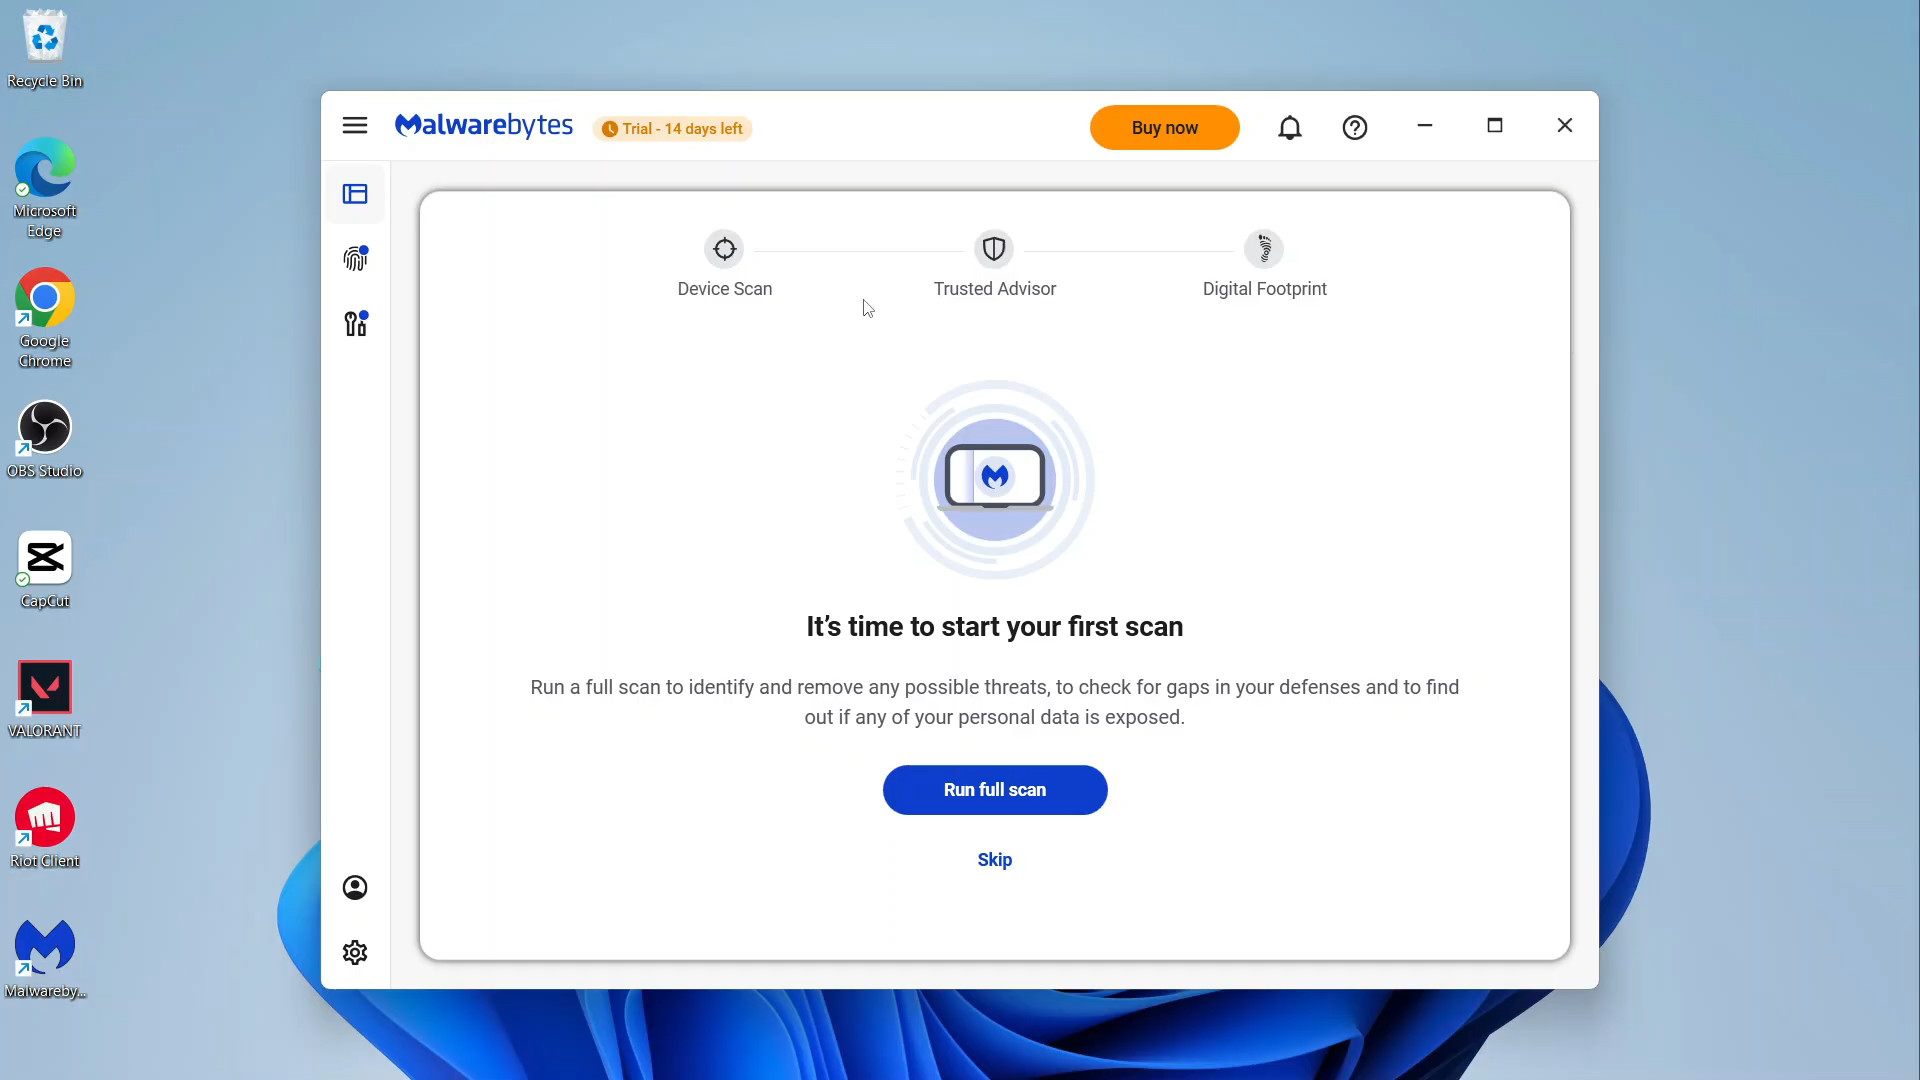 Recycle Bin
Microsoft
Edge
Google
Chrome
OBS Studio
CapCut
VALORANT
Riot Client
Malwareby...
Malwarebytes
Trial - 14 days left
Buy now
Device Scan
Trusted Advisor
Digital Footprint
It's time to start your first scan
Run a full scan to identify and remove any possible threats, to check for gaps in your defenses and to find
out if any of your personal data is exposed.
Run full scan
Skip